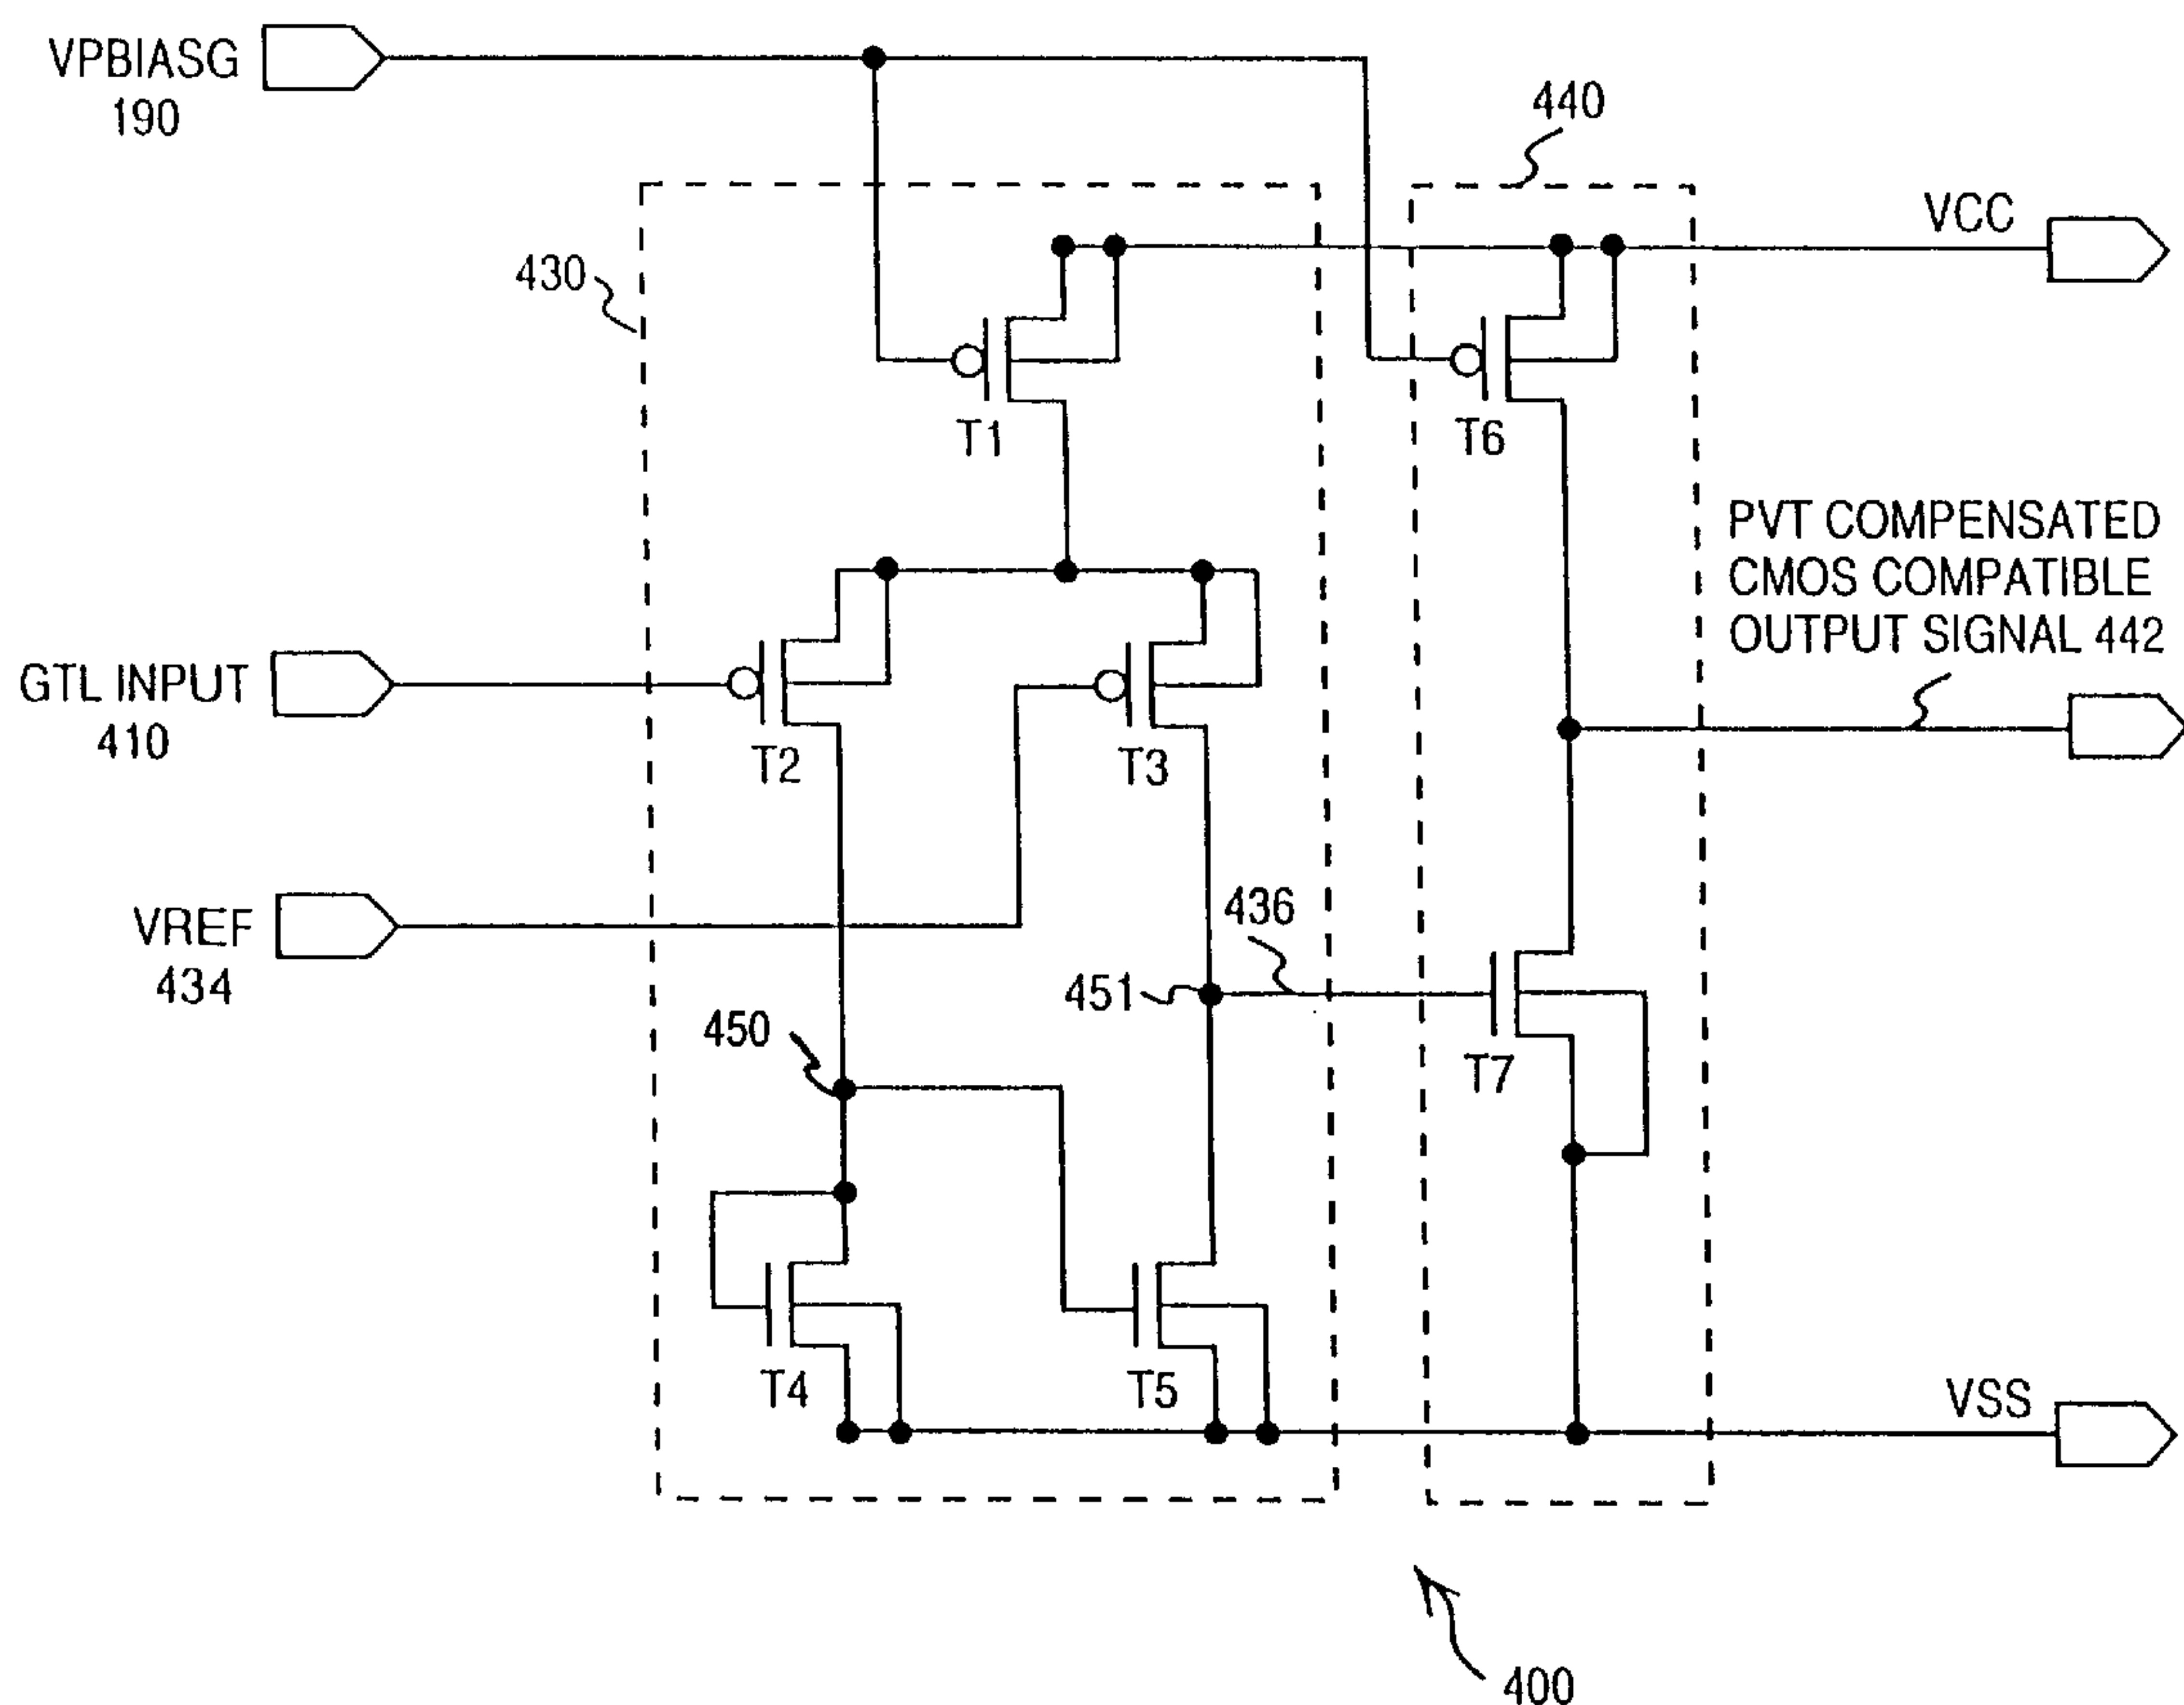 VPBIASG
190
440
VCC
430
T1
T6
PVT COMPENSATED
CMOS COMPATIBLE
OUTPUT SIGNAL 442
GTL INPUT
410
T2
T3
VREF
434
436
451
450
T7
T4
T5
VSS
400